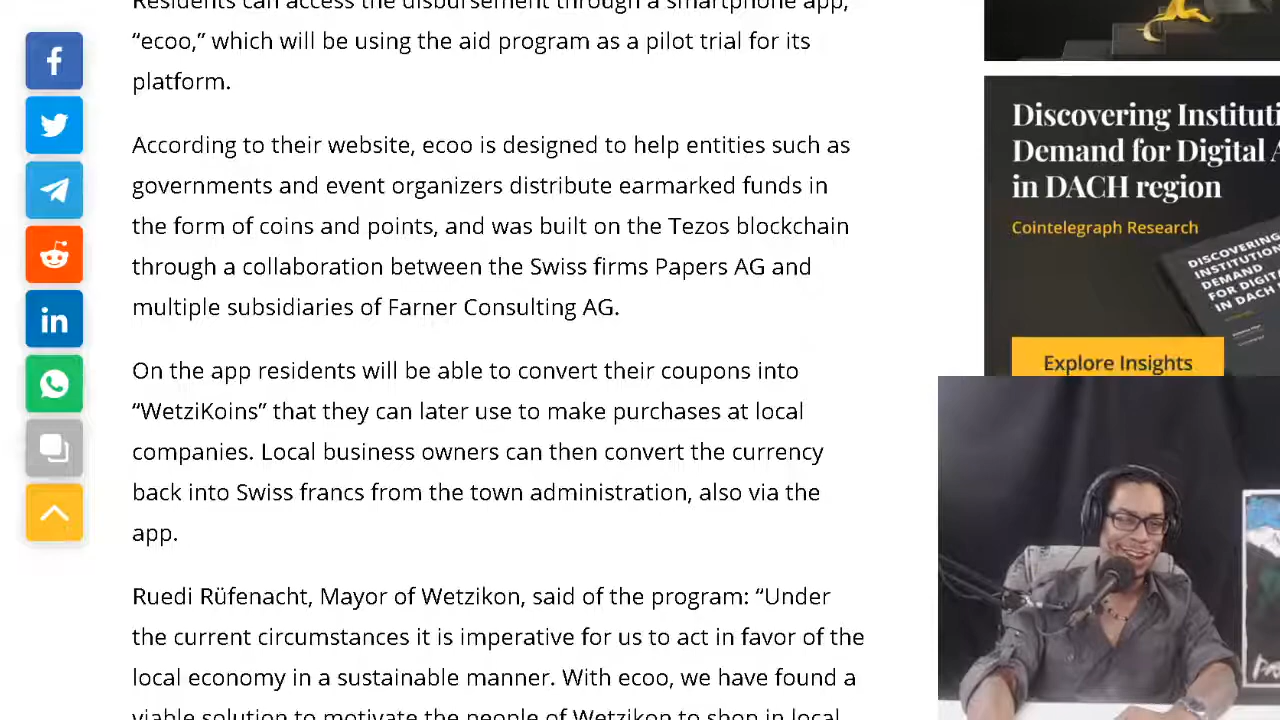 Residents can access the disbursement through a smartphone app,
“ecoo,” which will be using the aid program as a pilot trial for its
platform.
According to their website, ecoo is designed to help entities such as
governments and event organizers distribute earmarked funds in
the form of coins and points, and was built on the Tezos blockchain
through a collaboration between the Swiss firms Papers AG and
multiple subsidiaries of Farner Consulting AG.
On the app residents will be able to convert their coupons into
“WetziKoins” that they can later use to make purchases at local
companies. Local business owners can then convert the currency
back into Swiss francs from the town administration, also via the
app.
Ruedi Rüfenacht, Mayor of Wetzikon, said of the program: “Under
the current circumstances it is imperative for us to act in favor of the
local economy in a sustainable manner. With ecoo, we have found a
viable solution to motivate the people of Wetzikon to shop in local
Discovering Instituti
Demand for Digital A
in DACH region
Cointelegraph Research
DISCOVERING
INSTITUTION
DEMAND
FOR DIGITA
IN DACH
Explore Insights